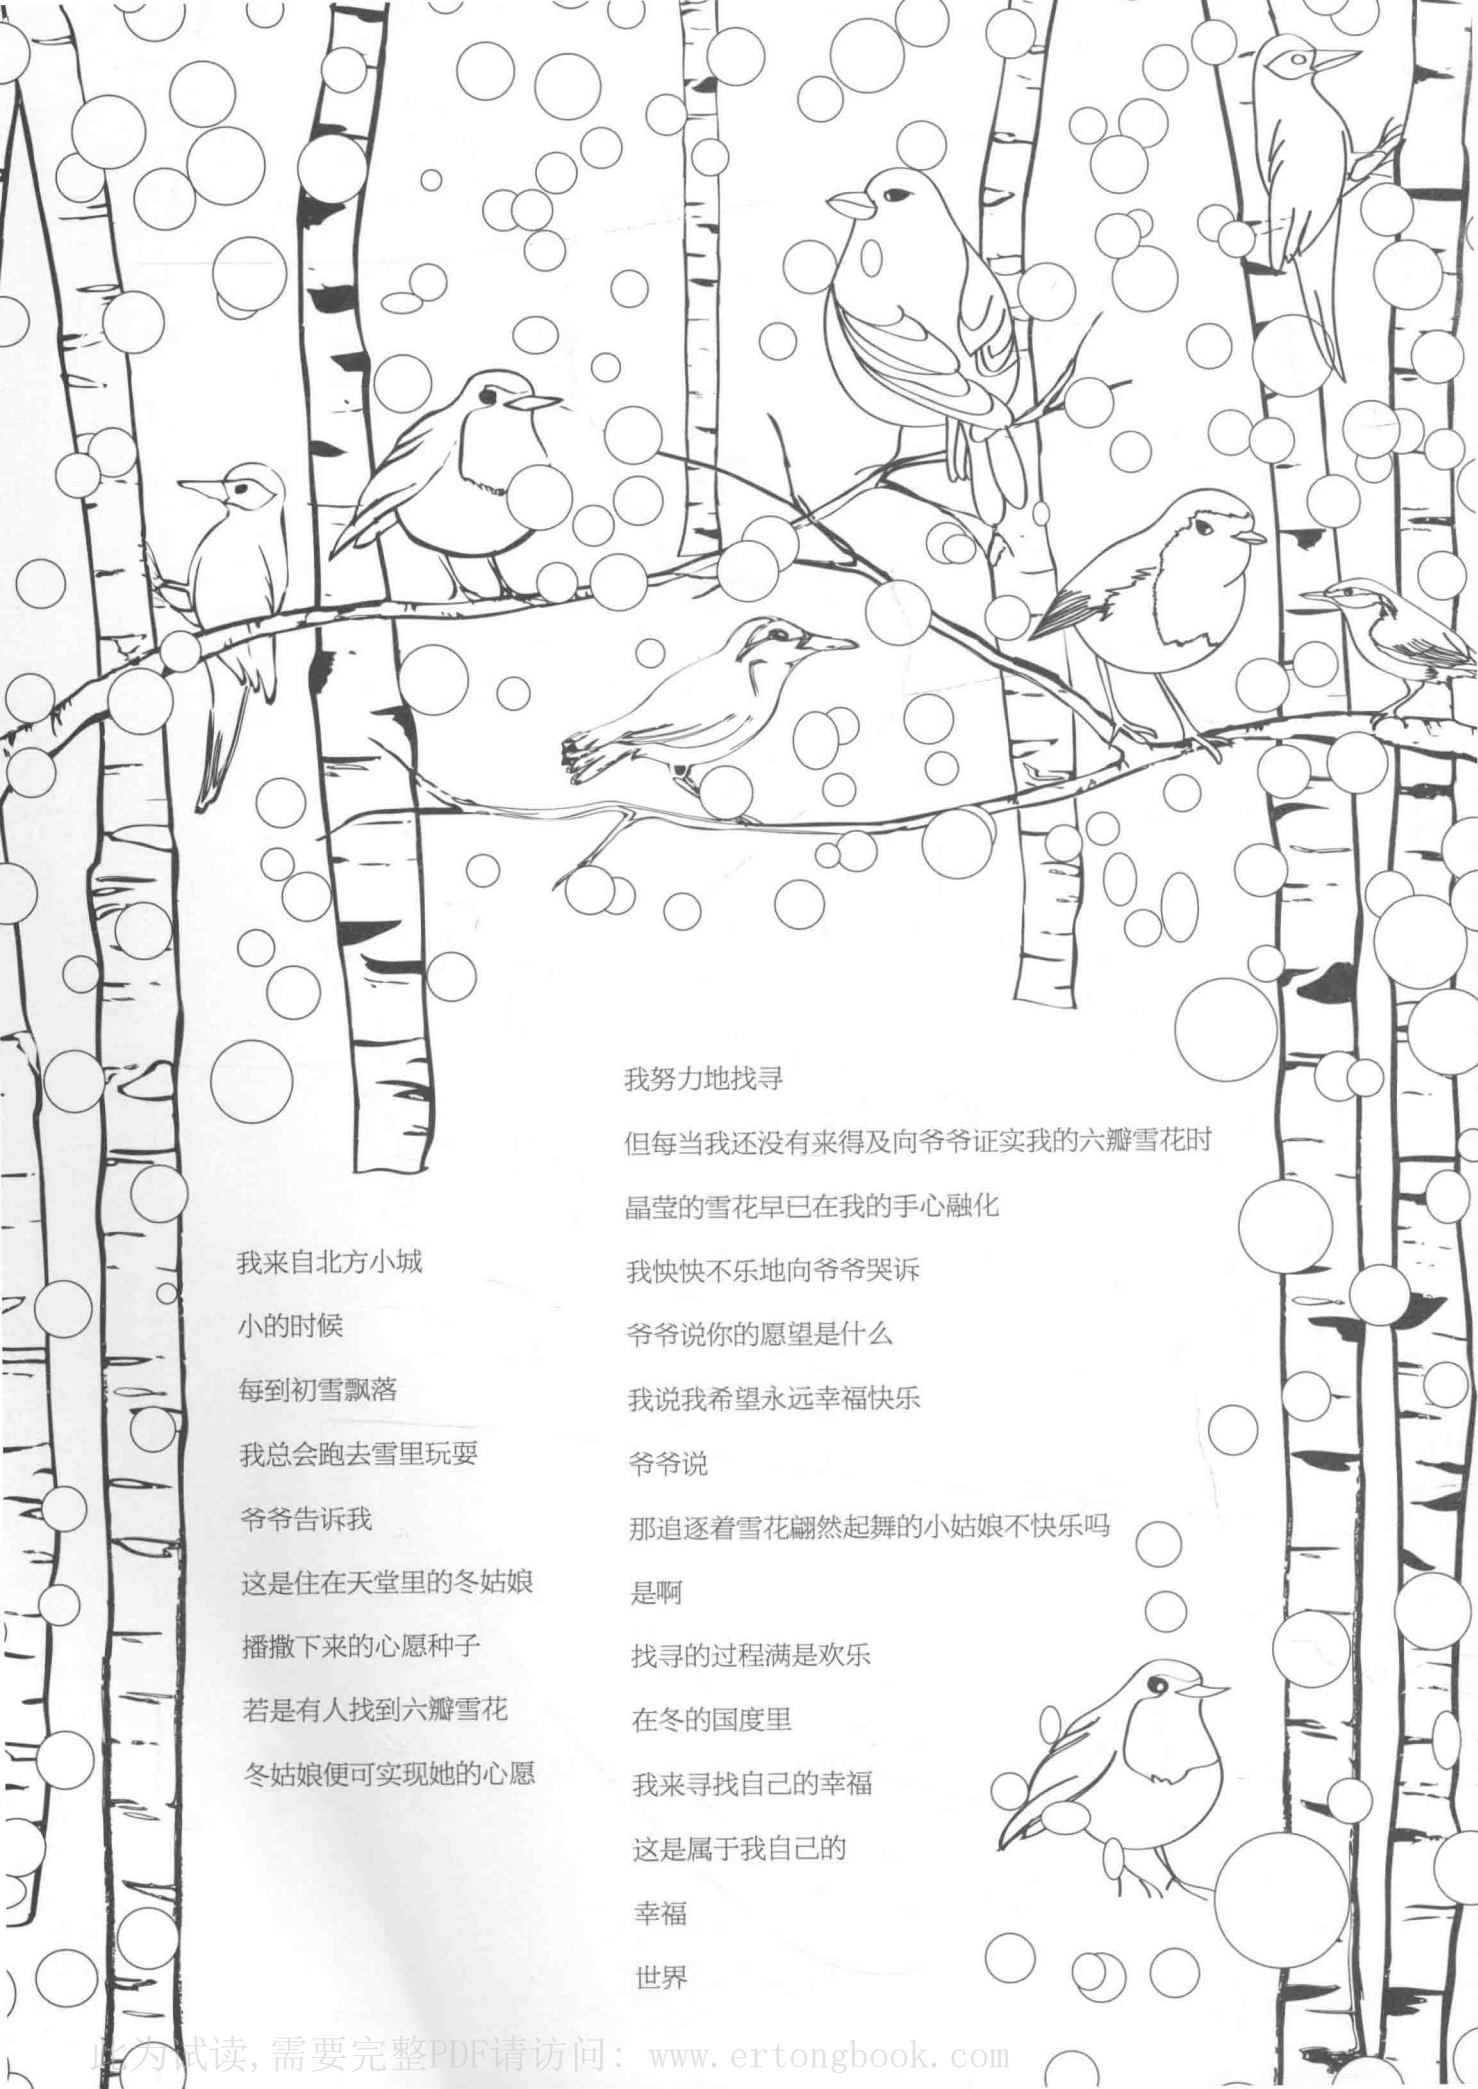 我来自北方小城
小的时候
每到初雪飘落
我总会跑去雪里玩耍
爷爷告诉我
这是住在天堂里的冬姑娘
播撒下来的心愿种子
若是有人找到六瓣雪花
冬姑娘便可实现她的心愿
我努力地找寻
但每当我还没有来得及向爷爷证实我的六瓣雪花时
晶莹的雪花早已在我的手心融化
我怏怏不乐地向爷爷哭诉
爷爷说你的愿望是什么
我说我希望永远幸福快乐
爷爷说
那追逐着雪花翩然起舞的小姑娘不快乐吗
是啊
找寻的过程满是欢乐
在冬的国度里
我来寻找自己的幸福
这是属于我自己的
幸福
世界
此为试读,需要完整PDF请访问: www.ertongbook.com